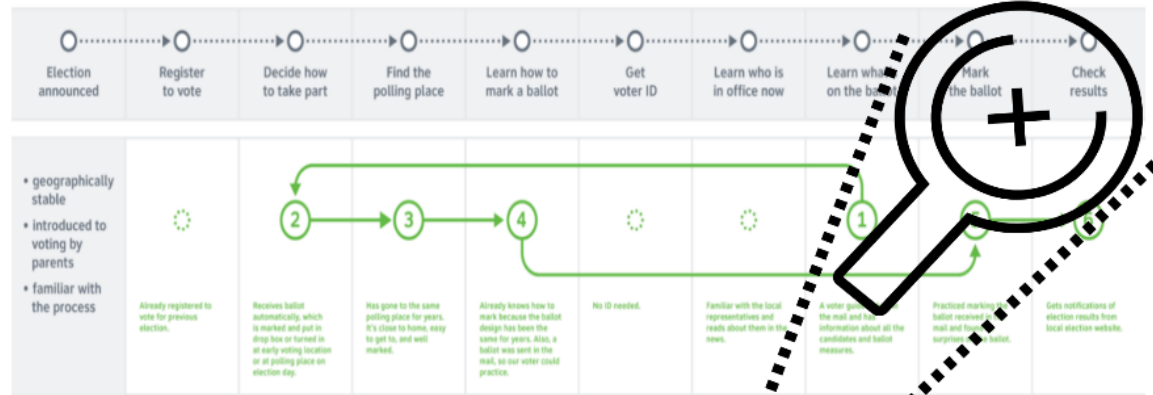 Election
announced
Register
to vote
Decide how
to take part
Find the
polling place
Learn how to
mark a ballot
Get
voter ID
Learn who is
in office now
Learn what
on the ballot
Mark
the ballot
Check
results
• geographically
stable
• introduced to
voting by
parents
• familiar with
the process
2
3
4
1
5
6
Already registered to
vote for previous
election.
Receives ballot
automatically, which
is marked and put in
drop box or turned in
at early voting location
or at polling place on
election day.
Has gone to the same
polling place for years.
It's close to home, easy
to get to, and well
marked.
Already knows how to
mark because the ballot
design has been the
same for years. Also, a
ballot was sent in the
mail, so our voter could
practice.
No ID needed.
Familiar with the local
representatives and
reads about them in the
news.
A voter
the mail and has
information about all the
candidates and ballot
measures.
Practiced marking
ballot received in
mail and
surprises ballot.
Gets notifications of
election results from
local election website.